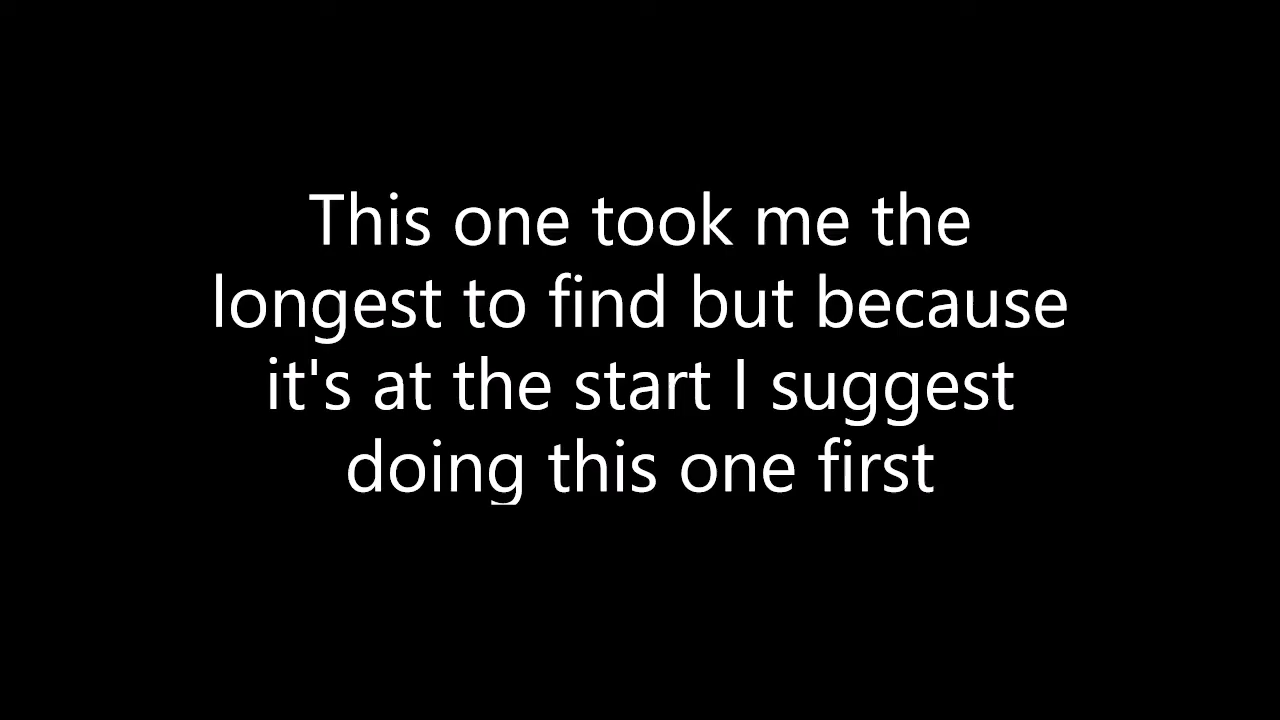 This one took me the
longest to find but because
it's at the start I suggest
doing this one first